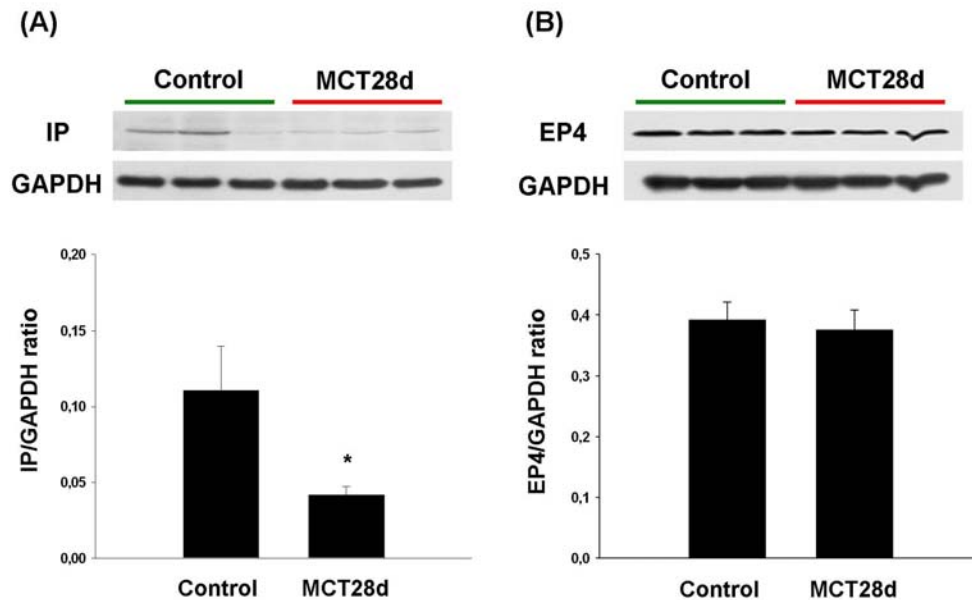 (A)
Control MCT28d
IP
GAPDH
0,20
0,15
0,10
0,05
0,00
IP/GAPDH ratio
*
Control MCT28d
(B)
Control MCT28d
EP4
GAPDH
0,5
0,4
0,3
0,2
0,1
0,0
EP4/GAPDH ratio
Control MCT28d